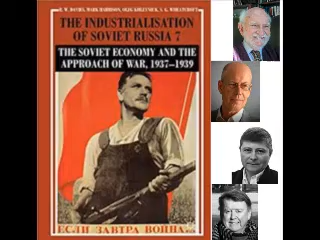 R. W. DAVIES, MARK HARRISON, OLEG KHLEVNIUK, S. G. WHEATCROFT
THE INDUSTRIALISATION
OF SOVIET RUSSIA 7
THE SOVIET ECONOMY AND THE
APPROACH OF WAR, 1937–1939
ЕСЛИ ЗАВТРА ВОЙНА...